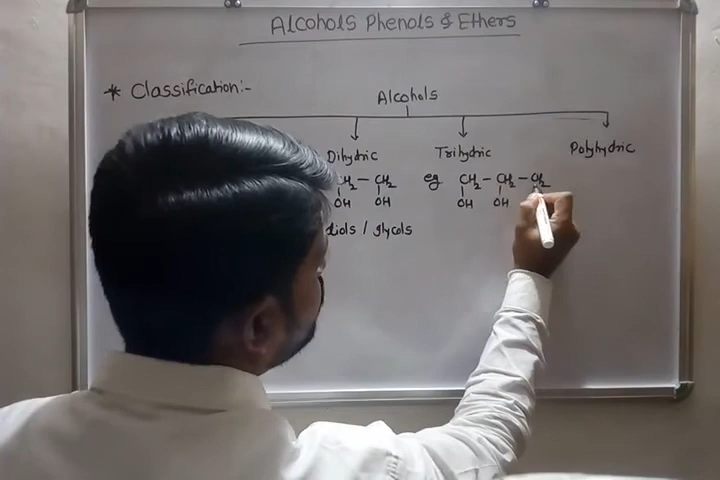 Alcohols Phenols & Ethers
* Classification:-
Alcohols
Dihydric Trihydric Polyhydric
CH2 - CH2 eg CH2 - CH2 - CH2
OH OH OH OH
diols / glycols